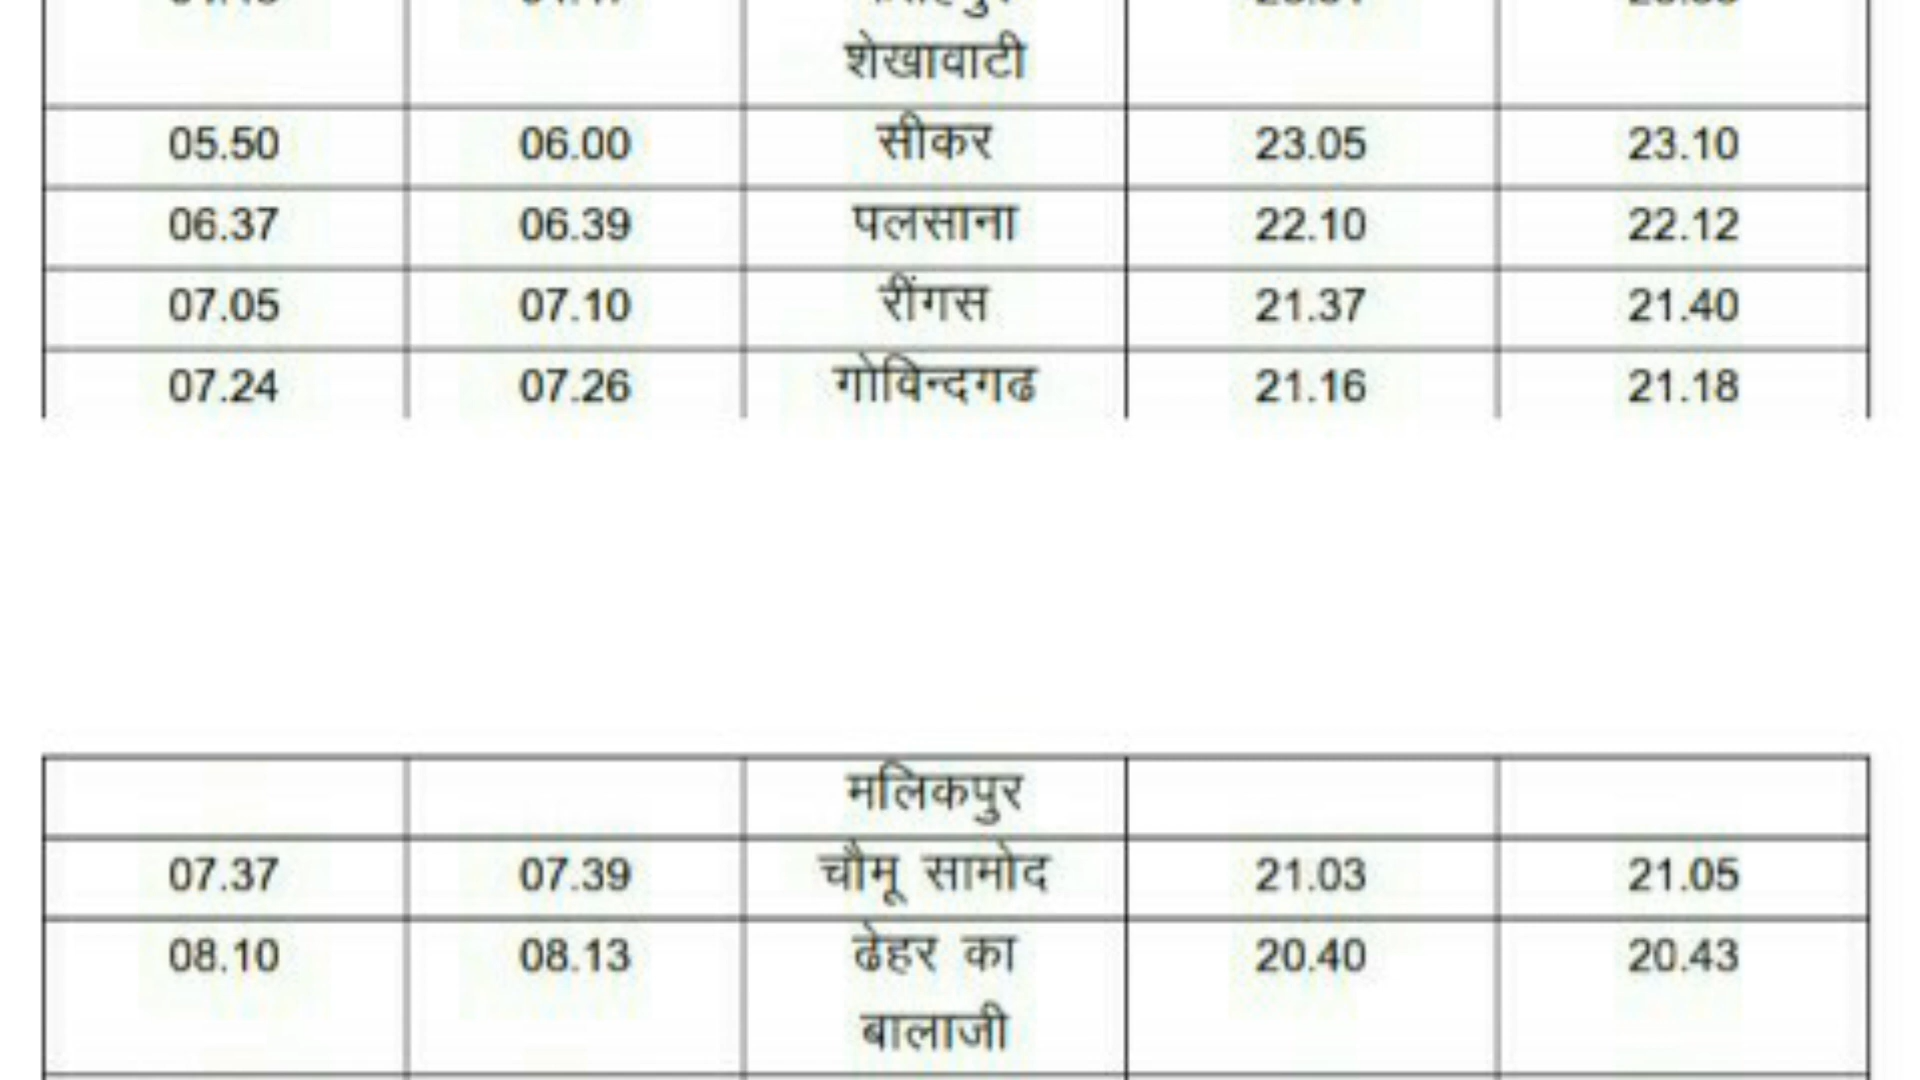 शेखावाटी
05.50 06.00 सीकर 23.05 23.10
06.37 06.39 पलसाना 22.10 22.12
07.05 07.10 रींगस 21.37 21.40
07.24 07.26 गोविन्दगढ 21.16 21.18
मलिकपुर
07.37 07.39 चौमू सामोद 21.03 21.05
08.10 08.13 ढेहर का 20.40 20.43
बालाजी